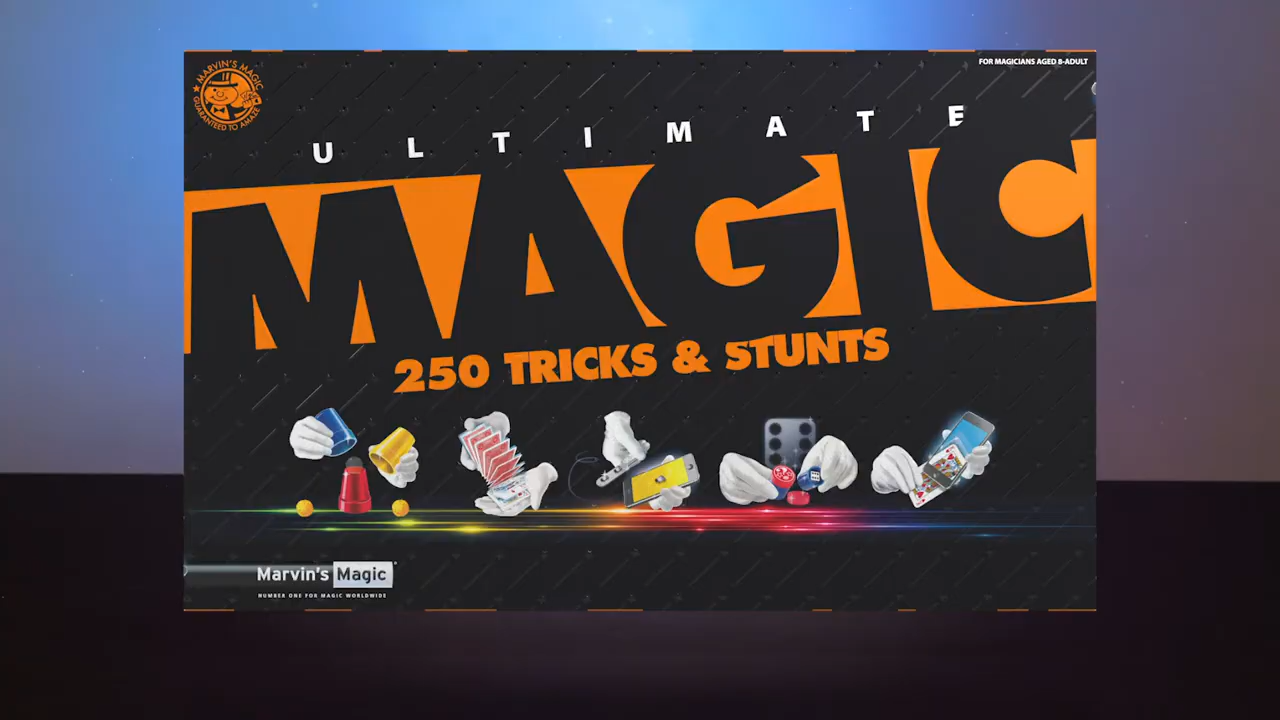 MARVIN'S MAGIC
GUARANTEED TO AMAZE
FOR MAGICIANS AGED 8-ADULT
ULTIMATE
MAGIC
250 TRICKS & STUNTS
Marvin's Magic
NUMBER ONE FOR MAGIC WORLDWIDE